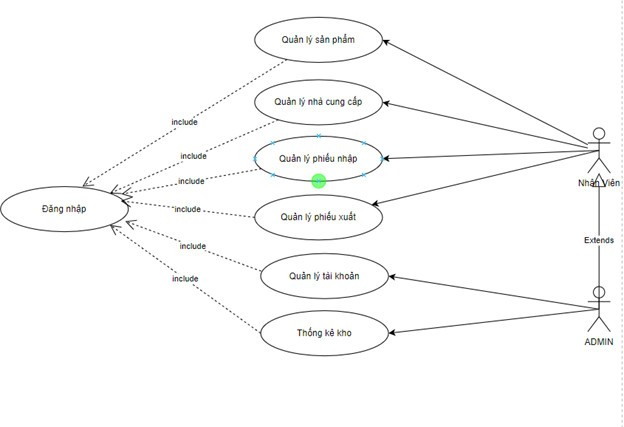 Quản lý sản phẩm
include
Quản lý nhà cung cấp
include
Quản lý phiếu nhập
include
Nhân Viên
Đăng nhập
include
Quản lý phiếu xuất
include
Extends
Quản lý tài khoản
include
Thống kê kho
ADMIN